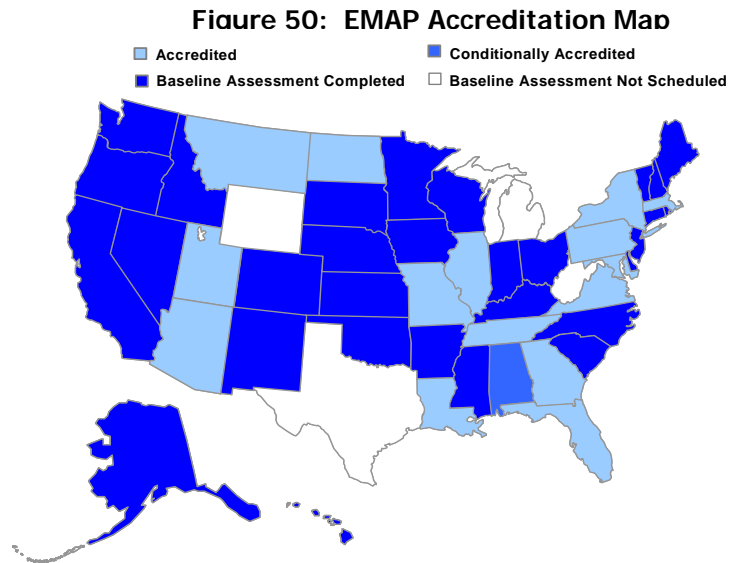 Figure 50: EMAP Accreditation Map
Accredited
Conditionally Accredited
Baseline Assessment Completed
Baseline Assessment Not Scheduled